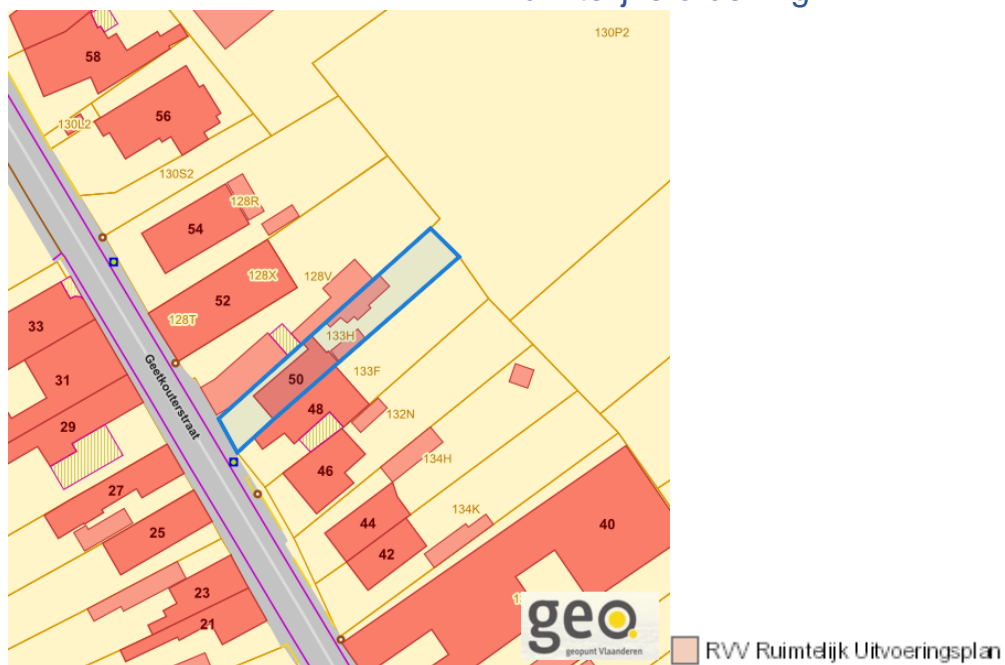 130P2
58
56
130L2
130S2
128R
54
128X
128V
52
128T
133H
33
Geetkouterstraat
31
50
133F
48
132N
29
46
134H
27
134K
44
40
25
42
23
21
geo
geopunt Vlaanderen
RVV Ruimtelijk Uitvoeringsplan